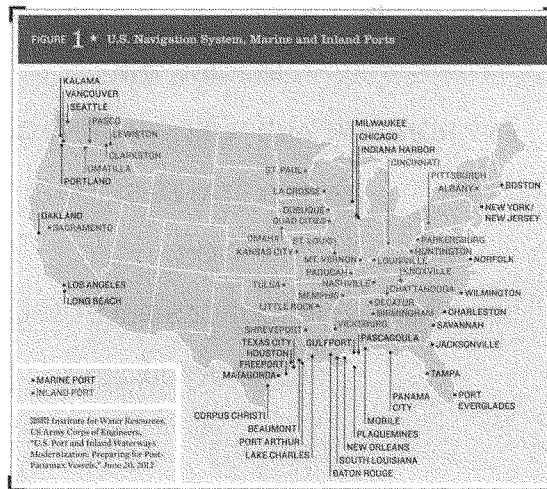 FIGURE 1 * U.S. Navigation System, Marine and Inland Ports
KALAMA
VANCOUVER
SEATTLE
PASCO
LEWISTON
CLARKSTON
UMATILLA
PORTLAND
OAKLAND
SACRAMENTO
LOS ANGELES
LONG BEACH
MILWAUKEE
CHICAGO
INDIANA HARBOR
CINCINNATI
PITTSBURGH
ALBANY
BOSTON
NEW YORK/
NEW JERSEY
ST. PAUL
LA CROSSE
DUBUQUE
QUAD CITIES
OMAHA
ST. LOUIS
KANSAS CITY
MT. VERNON
LOUISVILLE
PARKERSBURG
HUNTINGTON
NORFOLK
PADUCAH
KNOXVILLE
TULSA
NASHVILLE
CHATTANOOGA
WILMINGTON
MEMPHIS
LITTLE ROCK
DECATUR
BIRMINGHAM
CHARLESTON
SHREVEPORT
VICKSBURG
SAVANNAH
TEXAS CITY
GULFPORT
PASCAGOULA
JACKSONVILLE
HOUSTON
FREEPORT
MATAGORDA
TAMPA
CORPUS CHRISTI
PANAMA
CITY
PORT
EVERGLADES
BEAUMONT
MOBILE
PORT ARTHUR
PLAQUEMINES
LAKE CHARLES
NEW ORLEANS
SOUTH LOUISIANA
BATON ROUGE
• MARINE PORT
• INLAND PORT
Institute for Water Resources,
US Army Corps of Engineers,
"U.S. Port and Inland Waterways
Modernization: Preparing for Post-
Panamax Vessels," June 20, 2012